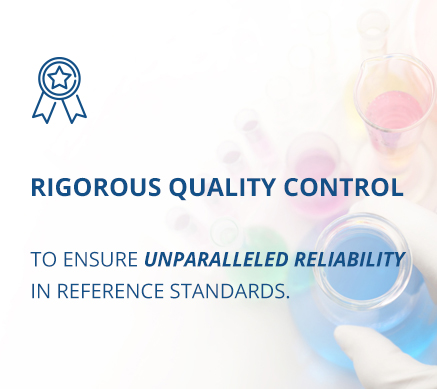 RIGOROUS QUALITY CONTROL
TO ENSURE UNPARALLELED RELIABILITY
IN REFERENCE STANDARDS.